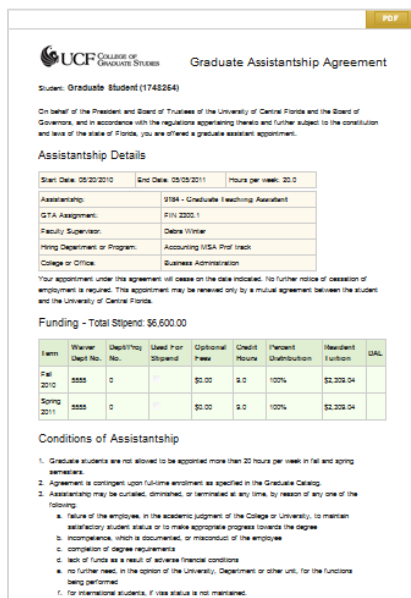 PDF
UCF COLLEGE OF
GRADUATE STUDIES
Graduate Assistantship Agreement
Student: Graduate Student (1748264)
On behalf of the President and Board of Trustees of the University of Central Florida and the Board of
Governors, and in accordance with the regulations appertaining thereto and further subject to the constitution
and laws of the state of Florida, you are offered a graduate assistant appointment.
Assistantship Details
Start Date: 08/20/2010 End Date: 05/05/2011 Hours per week: 20.0
Assistantship: 9184 - Graduate Teaching Assistant
GTA Assignment: FIN 2300.1
Faculty Supervisor: Debra Winter
Hiring Department or Program: Accounting MSA Prof track
College or Office: Business Administration
Your appointment under this agreement will cease on the date indicated. No further notice of cessation of
employment is required. This appointment may be renewed only by a mutual agreement between the student
and the University of Central Florida.
Funding - Total Stipend: $6,600.00
Term Waiver Dept No. Dept/Proj No. Used For Stipend Optional Fees Credit Hours Percent Distribution Resident Tuition DAL
Fall 2010 5555 0 $0.00 9.0 100% $2,309.04
Spring 2011 5555 0 $0.00 9.0 100% $2,309.04
Conditions of Assistantship
1. Graduate students are not allowed to be appointed more than 20 hours per week in fall and spring
semesters.
2. Agreement is contingent upon full-time enrollment as specified in the Graduate Catalog.
3. Assistantship may be curtailed, diminished, or terminated at any time, by reason of any one of the
following:
a. failure of the employee, in the academic judgment of the College or University, to maintain
satisfactory student status or to make appropriate progress towards the degree
b. incompetence, which is documented, or misconduct of the employee
c. completion of degree requirements
d. lack of funds as a result of adverse financial conditions
e. no further need, in the opinion of the University, Department or other unit, for the functions
being performed
f. for international students, if visa status is not maintained.